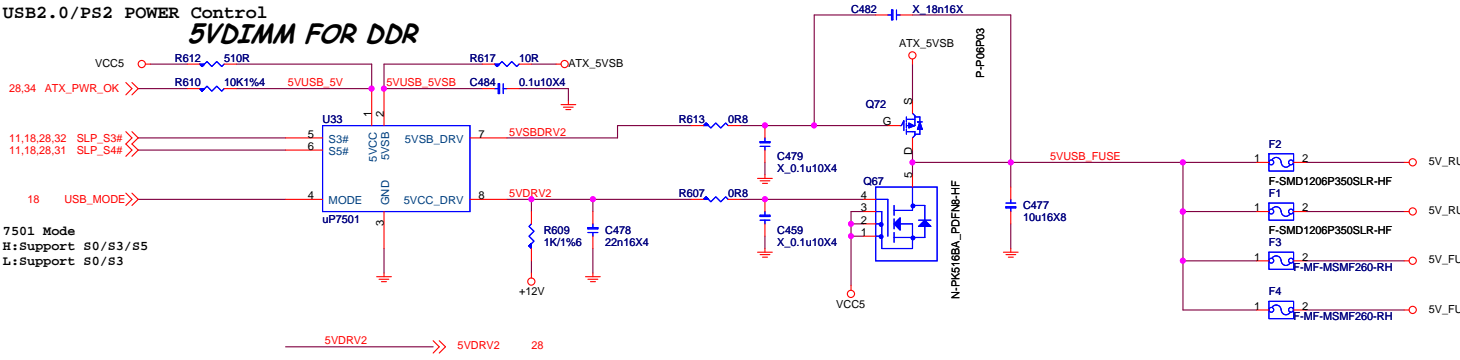 USB2.0/PS2 POWER Control
5VDIMM FOR DDR
VCC5
R612 510R
R617 10R
ATX_5VSB
28,34 ATX_PWR_OK
R610 10K1%4
5VUSB_5V
5VUSB_5VSB
C484 0.1u10X4
U33
1
2
5VCC
5VSB
11,18,28,32 SLP_S3#
5 S3#
11,18,28,31 SLP_S4#
6 S5#
5VSB_DRV 7
5VSBDRV2
18 USB_MODE
4 MODE
GND
5VCC_DRV 8
5VDRV2
uP7501
3
7501 Mode
H:Support S0/S3/S5
L:Support S0/S3
R609
1K/1%6
+12V
C478
22n16X4
R613 0R8
C479
X_0.1u10X4
R607 0R8
C459
X_0.1u10X4
C482 X_18n16X
ATX_5VSB
P-P06P03
Q72
S
G
D
Q67
5
4
3
2
1
N-PK516BA_PDFN8-HF
VCC5
C477
10u16X8
5VUSB_FUSE
F2
1 2
5V_RU
F-SMD1206P350SLR-HF
F1
1 2
5V_RU
F-SMD1206P350SLR-HF
F3
1 2
5V_FU
F-MF-MSMF260-RH
F4
1 2
5V_FU
F-MF-MSMF260-RH
5VDRV2 5VDRV2 28